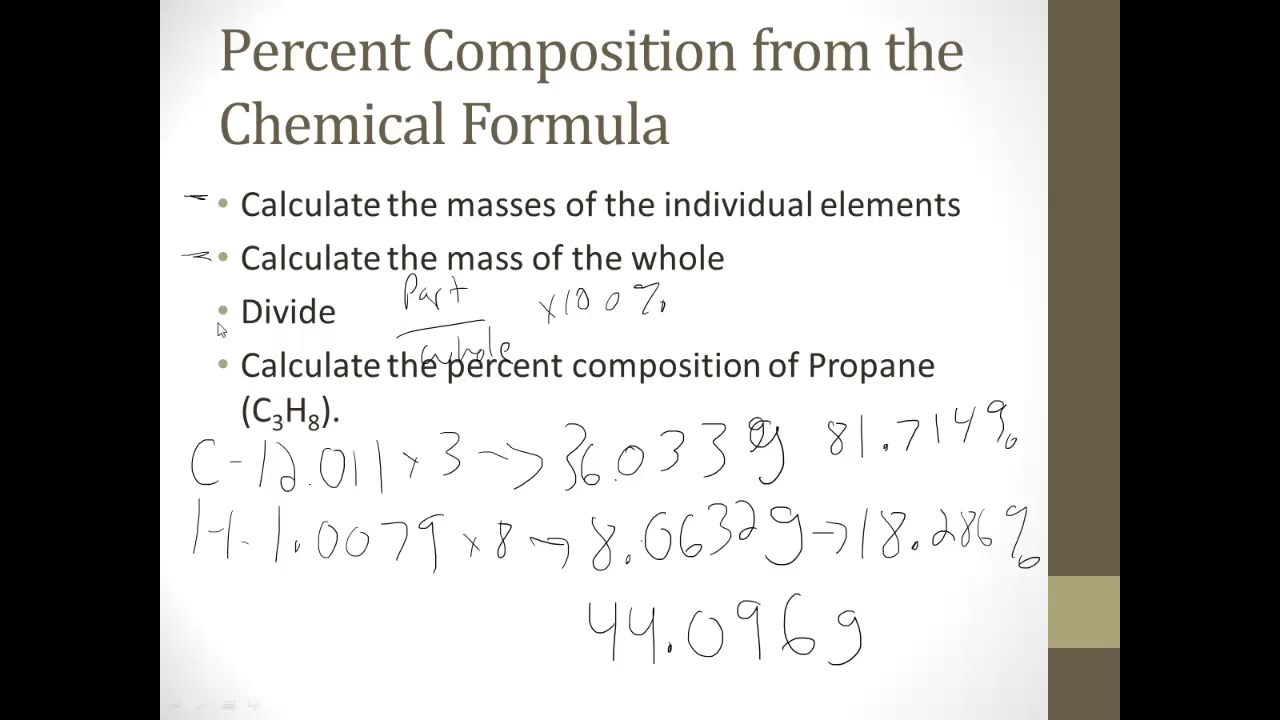 Percent Composition from the
Chemical Formula
• Calculate the masses of the individual elements
• Calculate the mass of the whole
• Divide
Part
whole
×100%
• Calculate the percent composition of Propane
(C₃H₈).
C - 12.011 × 3 → 36.033g 81.714%
H - 1.0079 × 8 → 8.0632g → 18.286%
44.096g